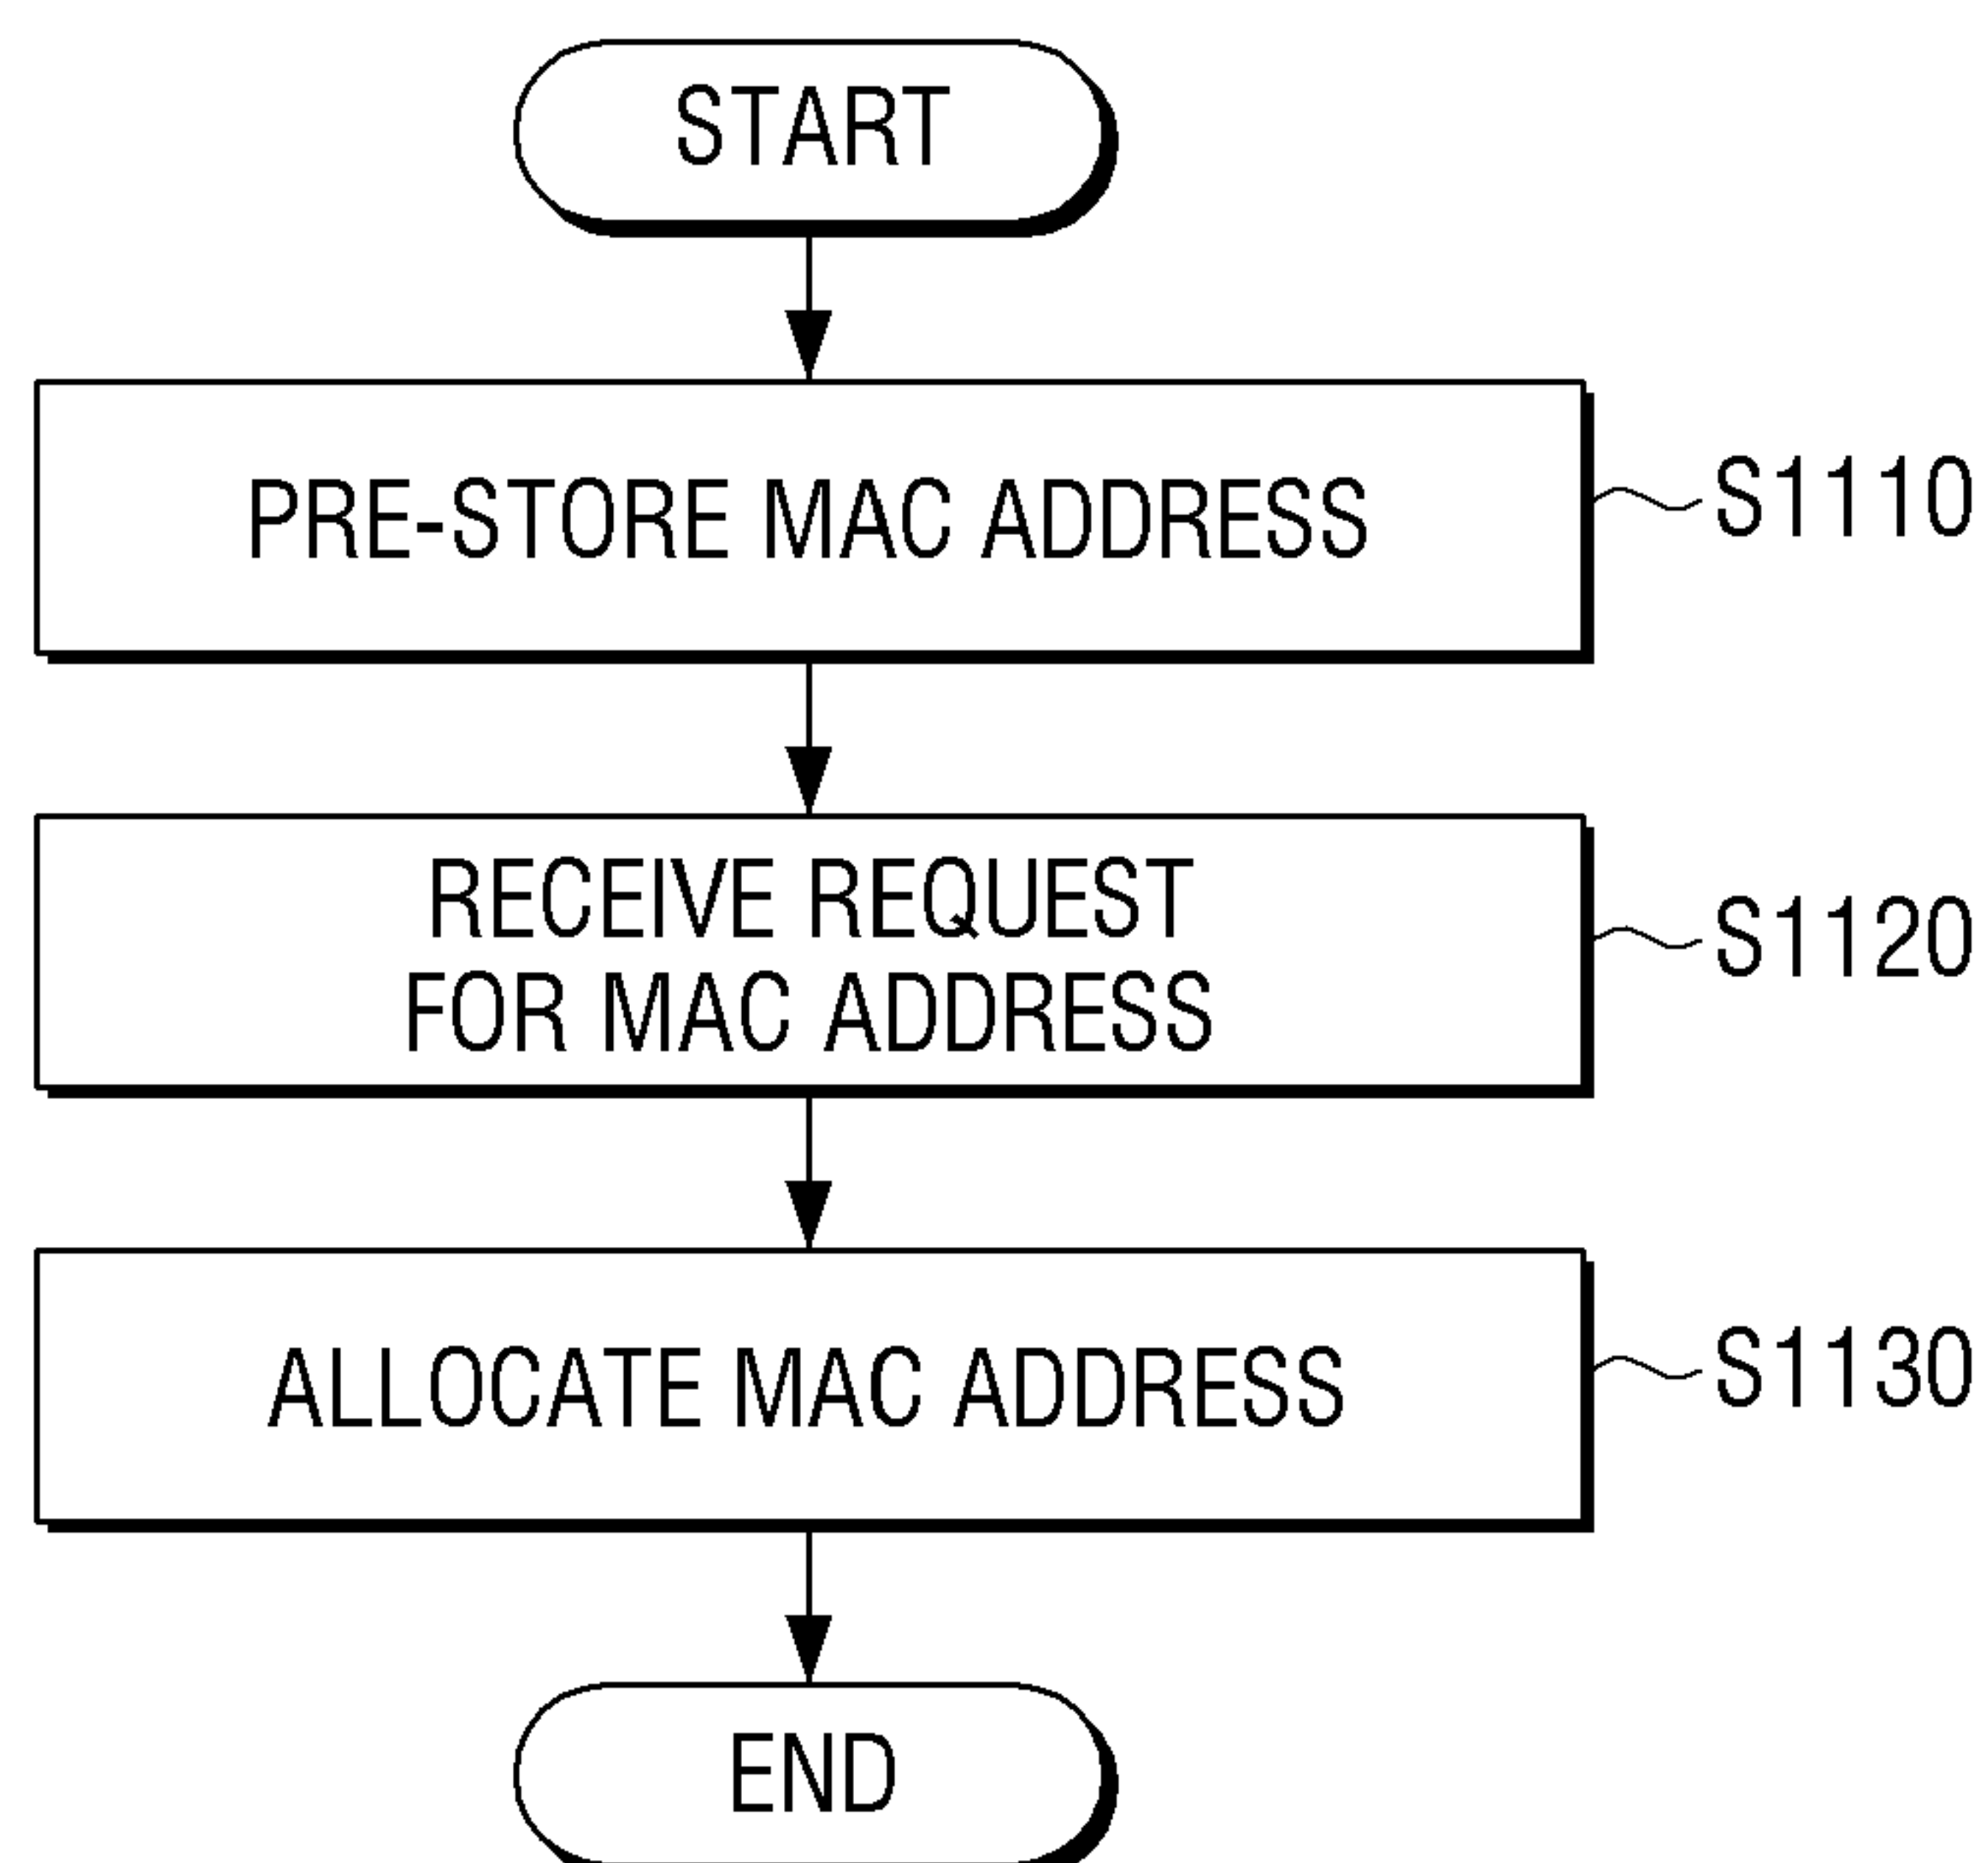 START
PRE-STORE MAC ADDRESS
S1110
RECEIVE REQUEST
FOR MAC ADDRESS
S1120
ALLOCATE MAC ADDRESS
S1130
END